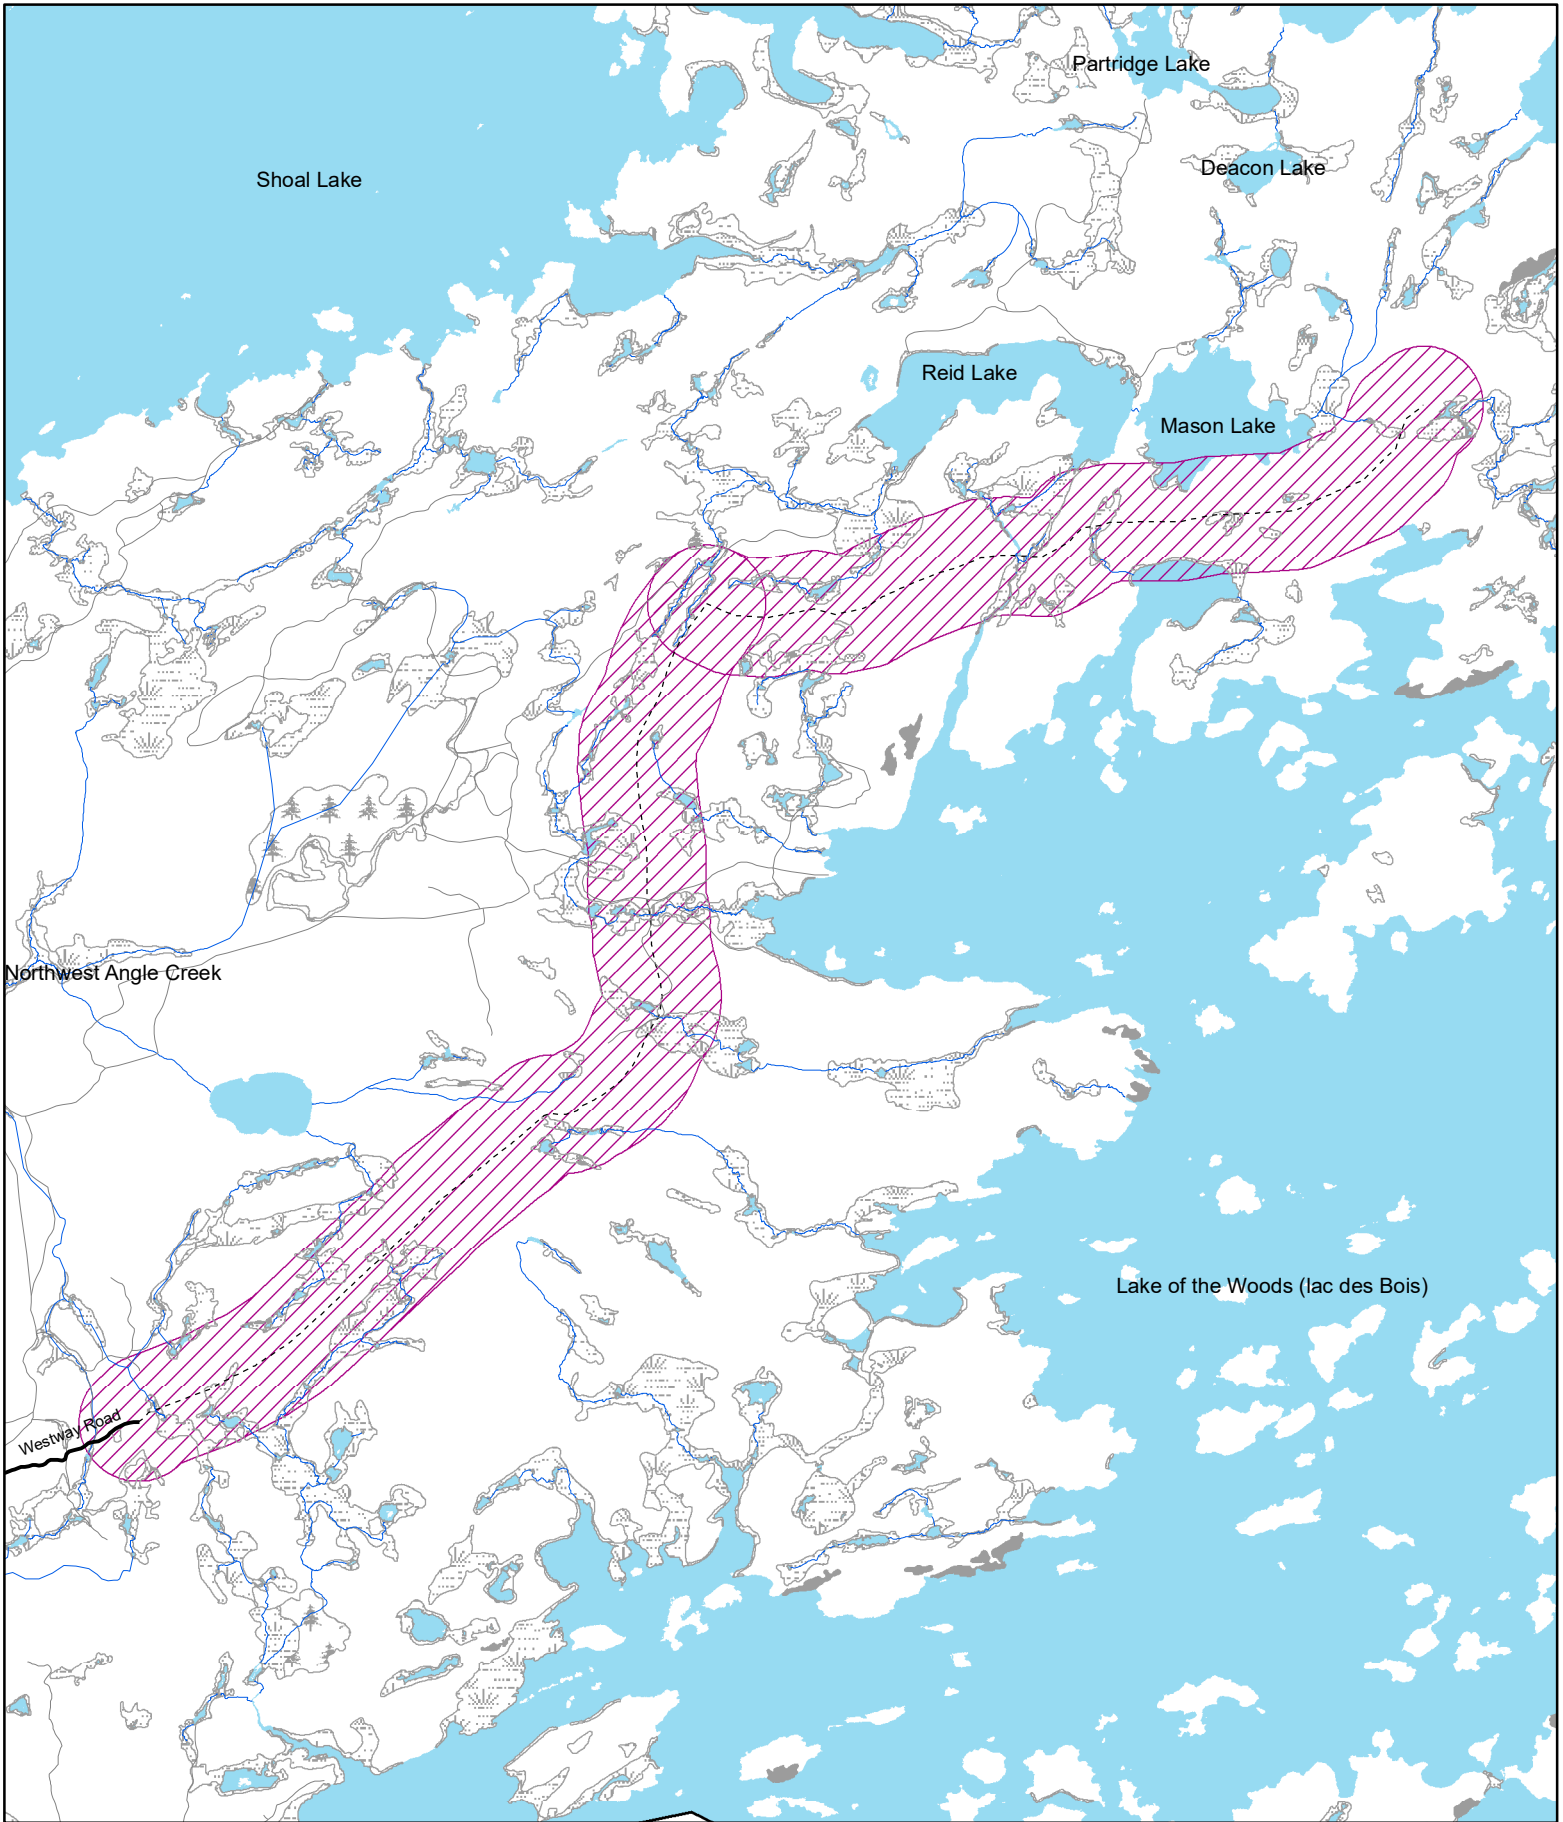 Partridge Lake
Deacon Lake
Shoal Lake
Reid Lake
Mason Lake
Northwest Angle Creek
Lake of the Woods (lac des Bois)
Westway Road